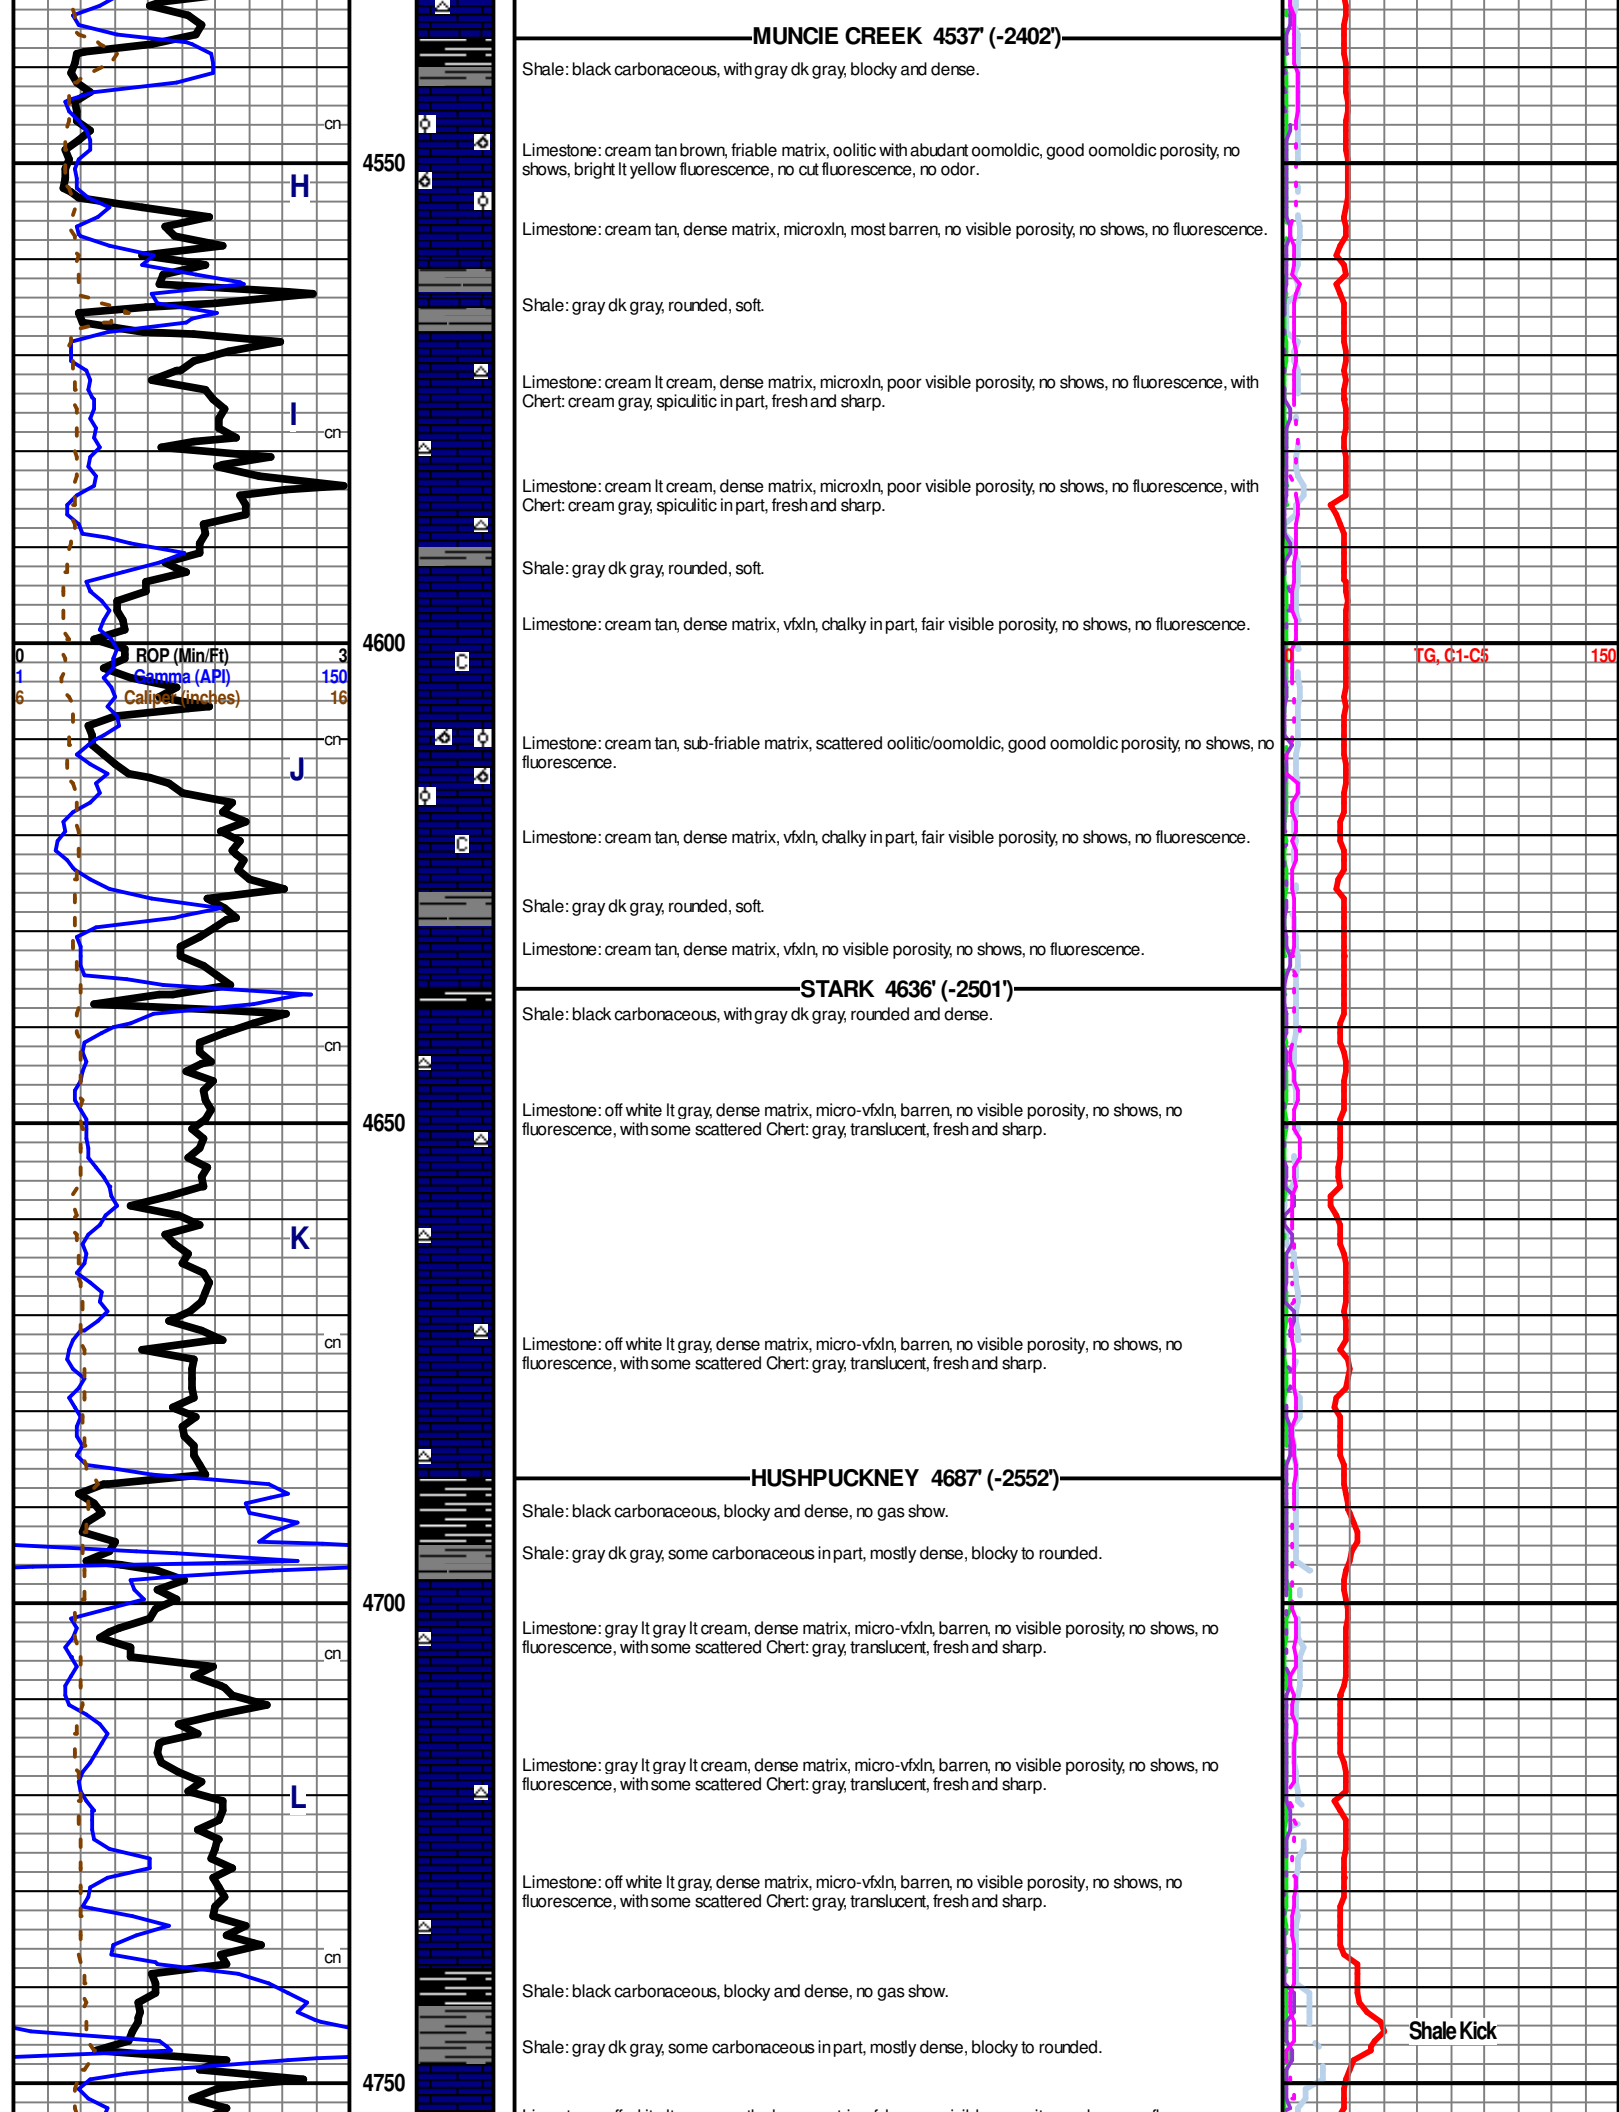 MUNCIE CREEK 4537' (-2402')
Shale: black carbonaceous, with gray dk gray, blocky and dense.
cn
Limestone: cream tan brown, friable matrix, oolitic with abudant oomoldic, good oomoldic porosity, no
shows, bright lt yellow fluorescence, no cut fluorescence, no odor.
4550
H
Limestone: cream tan, dense matrix, microxln, most barren, no visible porosity, no shows, no fluorescence.
Shale: gray dk gray, rounded, soft.
Limestone: cream lt cream, dense matrix, microxln, poor visible porosity, no shows, no fluorescence, with
Chert: cream gray, spiculitic in part, fresh and sharp.
I
cn
Limestone: cream lt cream, dense matrix, microxln, poor visible porosity, no shows, no fluorescence, with
Chert: cream gray, spiculitic in part, fresh and sharp.
Shale: gray dk gray, rounded, soft.
Limestone: cream tan, dense matrix, vfxln, chalky in part, fair visible porosity, no shows, no fluorescence.
4600
0 ROP (Min/Ft) 3
1 Gamma (API) 150
6 Caliper (inches) 16
C
0 TG, C1-C5 150
cn
Limestone: cream tan, sub-friable matrix, scattered oolitic/oomoldic, good oomoldic porosity, no shows, no
fluorescence.
J
Limestone: cream tan, dense matrix, vfxln, chalky in part, fair visible porosity, no shows, no fluorescence.
C
Shale: gray dk gray, rounded, soft.
Limestone: cream tan, dense matrix, vfxln, no visible porosity, no shows, no fluorescence.
STARK 4636' (-2501')
Shale: black carbonaceous, with gray dk gray, rounded and dense.
cn
Limestone: off white lt gray, dense matrix, micro-vfxln, barren, no visible porosity, no shows, no
fluorescence, with some scattered Chert: gray, translucent, fresh and sharp.
4650
K
cn
Limestone: off white lt gray, dense matrix, micro-vfxln, barren, no visible porosity, no shows, no
fluorescence, with some scattered Chert: gray, translucent, fresh and sharp.
HUSHPUCKNEY 4687' (-2552')
Shale: black carbonaceous, blocky and dense, no gas show.
Shale: gray dk gray, some carbonaceous in part, mostly dense, blocky to rounded.
4700
Limestone: gray lt gray lt cream, dense matrix, micro-vfxln, barren, no visible porosity, no shows, no
fluorescence, with some scattered Chert: gray, translucent, fresh and sharp.
cn
Limestone: gray lt gray lt cream, dense matrix, micro-vfxln, barren, no visible porosity, no shows, no
fluorescence, with some scattered Chert: gray, translucent, fresh and sharp.
L
Limestone: off white lt gray, dense matrix, micro-vfxln, barren, no visible porosity, no shows, no
fluorescence, with some scattered Chert: gray, translucent, fresh and sharp.
cn
Shale: black carbonaceous, blocky and dense, no gas show.
Shale Kick
Shale: gray dk gray, some carbonaceous in part, mostly dense, blocky to rounded.
4750